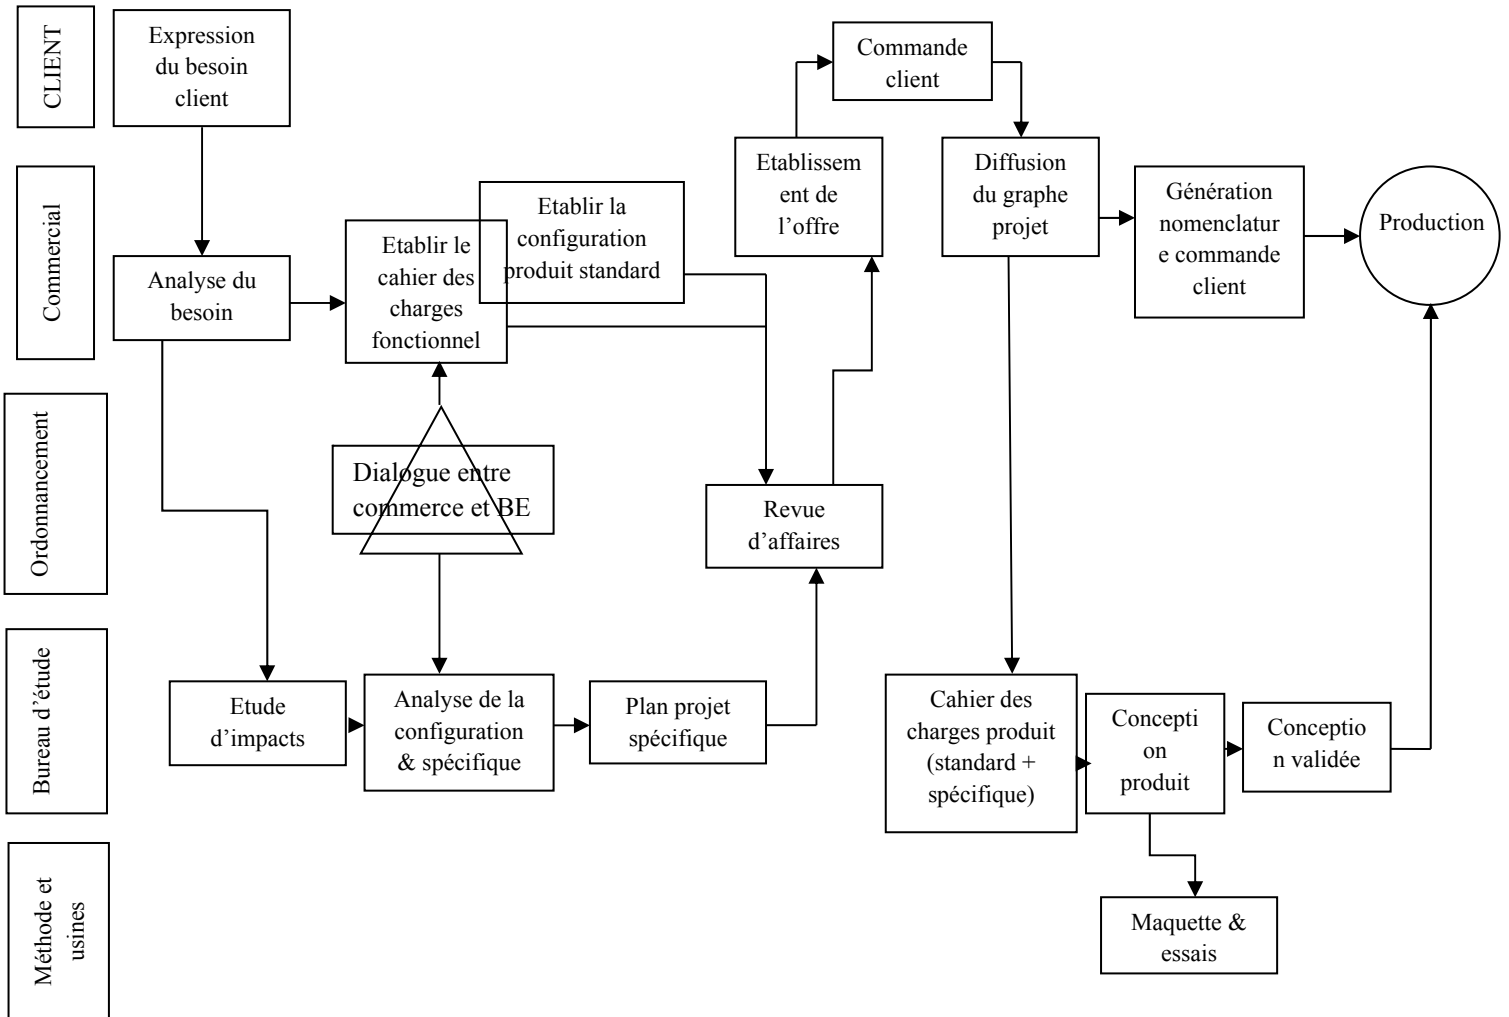 CLIENT
Expression
du besoin
client
Commande
client
Commercial
Analyse du
besoin
Etablir le
cahier des
charges
fonctionnel
Etablir la
configuration
produit standard
Etablissem
ent de
l’offre
Diffusion
du graphe
projet
Génération
nomenclatur
e commande
client
Production
Ordonnancement
Dialogue entre
commerce et BE
Revue
d’affaires
Bureau d’étude
Etude
d’impacts
Analyse de la
configuration
& spécifique
Plan projet
spécifique
Cahier des
charges produit
(standard +
spécifique)
Concepti
on
produit
Conceptio
n validée
Méthode et
usines
Maquette &
essais